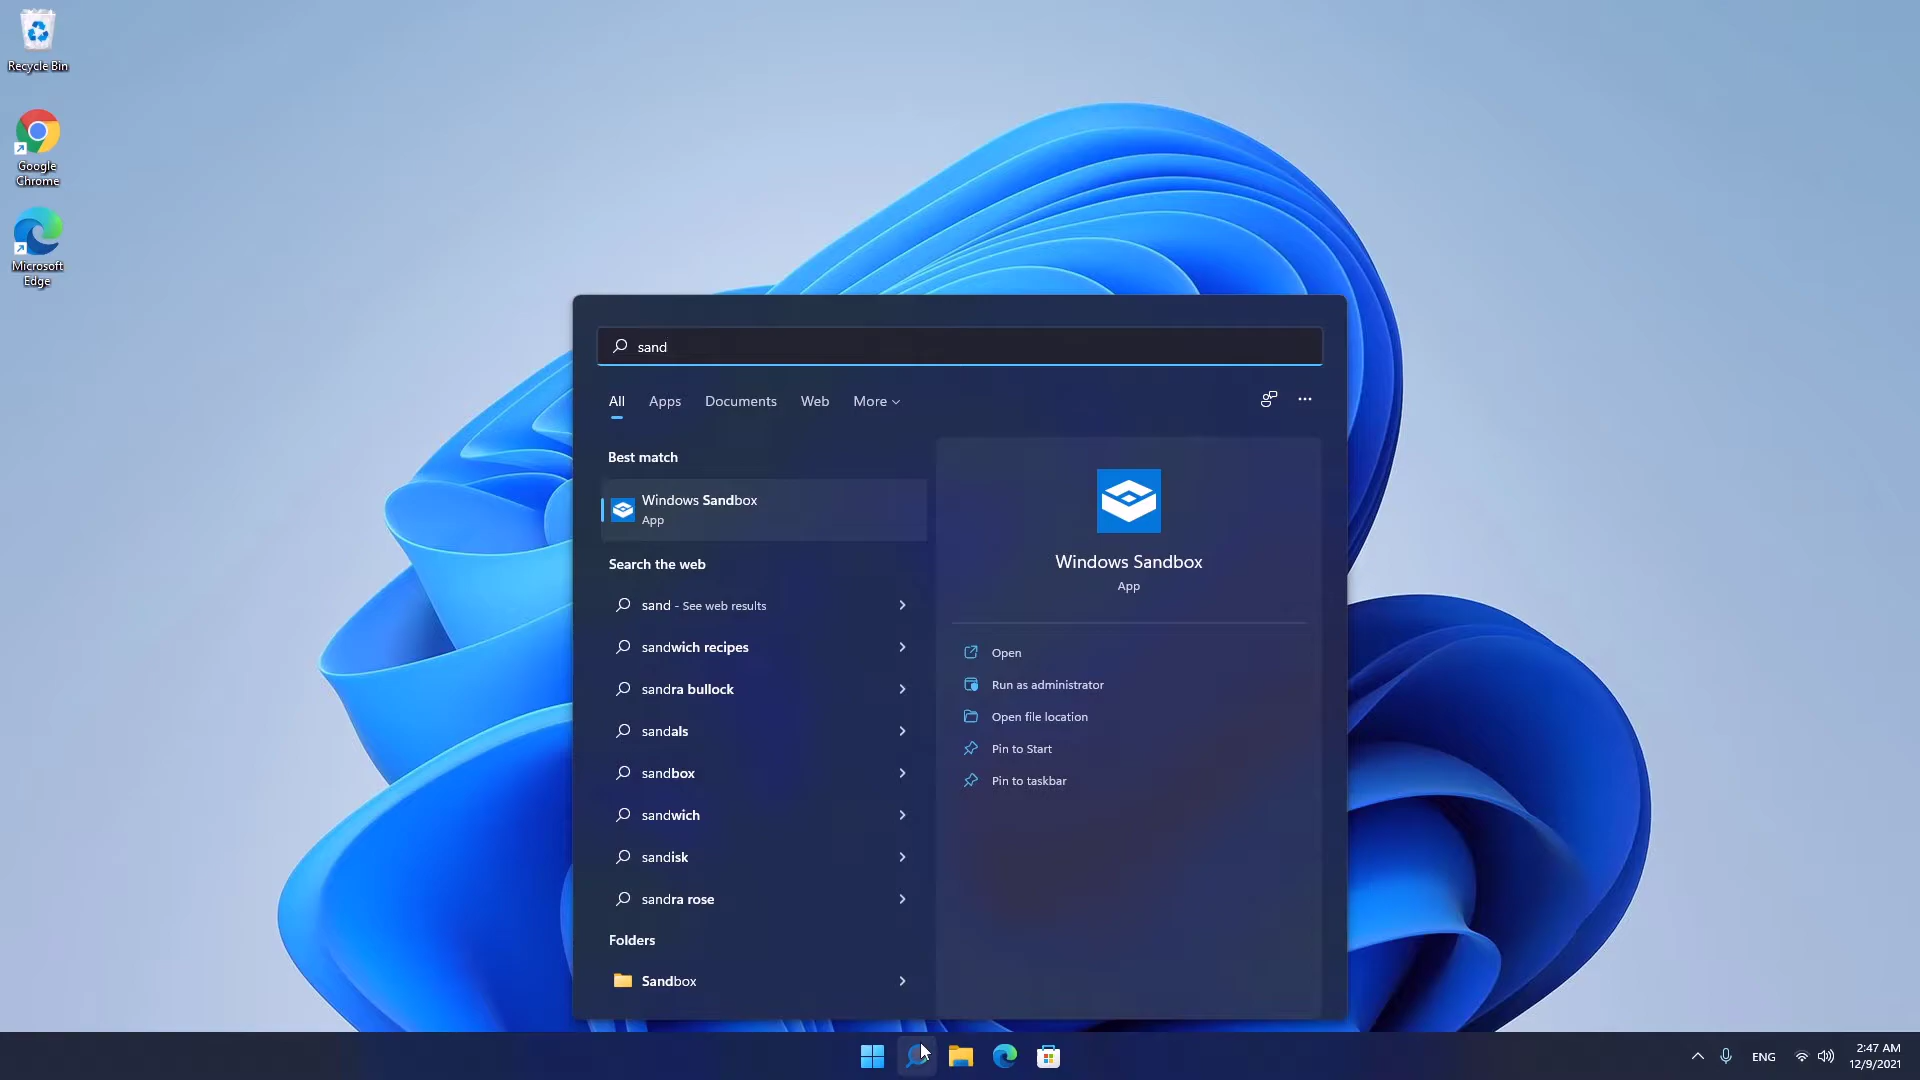 Recycle Bin
Google
Chrome
Microsoft
Edge
sand
All Apps Documents Web More
Best match
Windows Sandbox
App
Search the web
sand - See web results
sandwich recipes
sandra bullock
sandals
sandbox
sandwich
sandisk
sandra rose
Folders
Sandbox
Windows Sandbox
App
Open
Run as administrator
Open file location
Pin to Start
Pin to taskbar
ENG
2:47 AM
12/9/2021